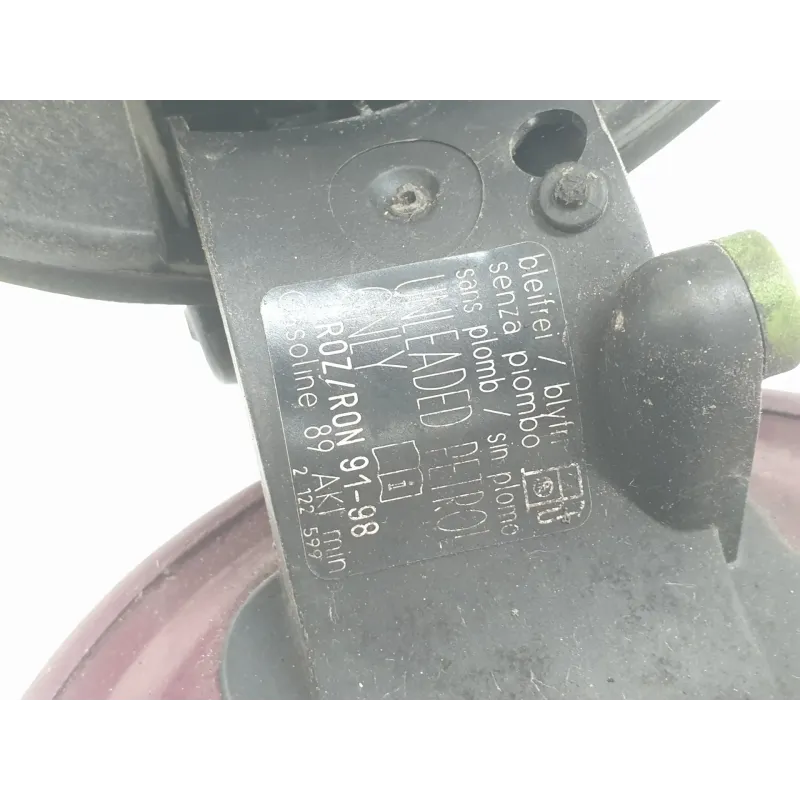 bleifrei / blyfri
senza piombo
sans plomb / sin plomo
UNLEADED PETROL
ONLY
ROZ/RON 91-98
Gasoline 89 AKI min
2 122 599